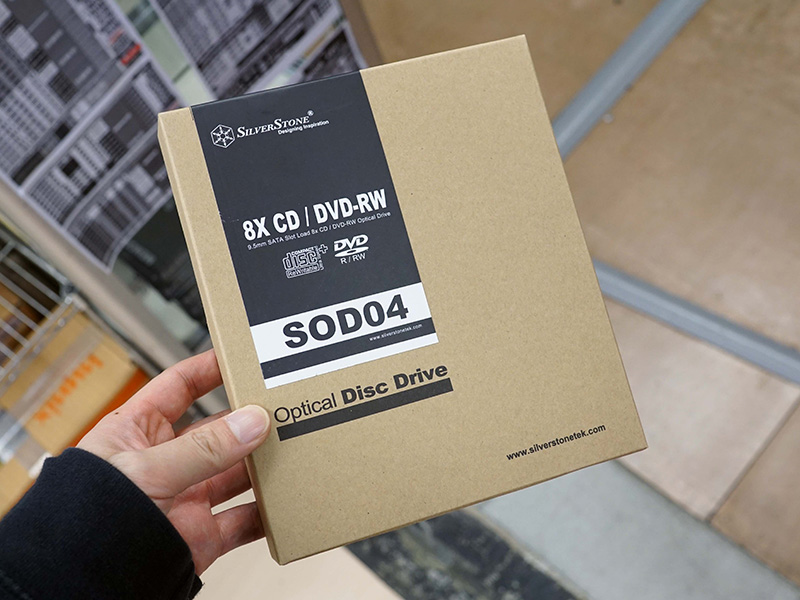 SILVERSTONE®
Designing Inspiration
8X CD / DVD-RW
9.5mm SATA Slot Load 8x CD / DVD-RW Optical Drive
COMPACT
disc+
ReWritable
DVD
R / RW
SOD04
www.silverstonetek.com
Optical Disc Drive
www.silverstonetek.com